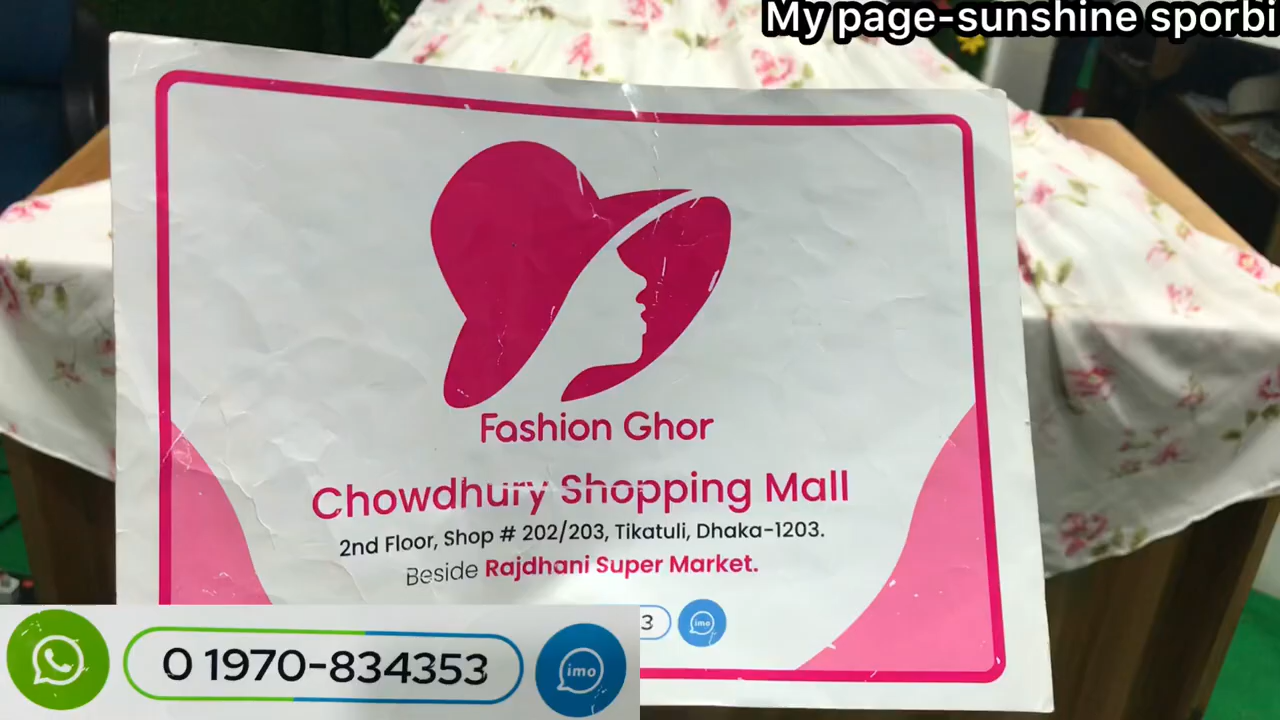 My page-sunshine sporbi
Fashion Ghor
Chowdhury Shopping Mall
2nd Floor, Shop # 202/203, Tikatuli, Dhaka-1203.
Beside Rajdhani Super Market.
3 imo
0 1970-834353 imo